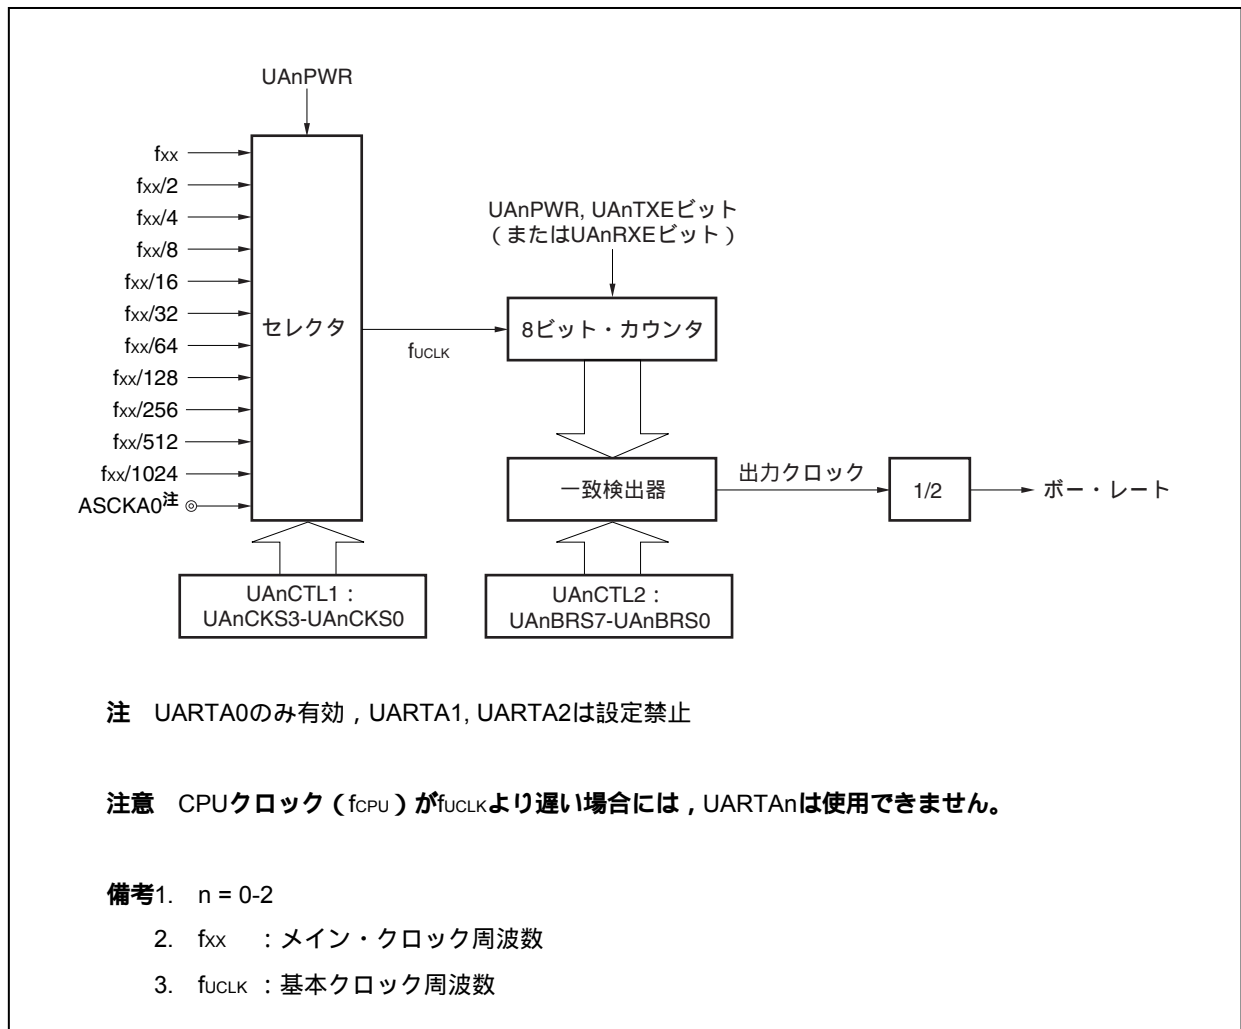 UAnPWR
fxx
fxx/2
fxx/4
fxx/8
fxx/16
fxx/32
fxx/64
fxx/128
fxx/256
fxx/512
fxx/1024
ASCKA0注
セレクタ
fUCLK
UAnPWR, UAnTXEビット
（またはUAnRXEビット）
8ビット・カウンタ
一致検出器
出力クロック
1/2
ボー・レート
UAnCTL1：
UAnCKS3-UAnCKS0
UAnCTL2：
UAnBRS7-UAnBRS0
注 UARTA0のみ有効，UARTA1, UARTA2は設定禁止
注意 CPUクロック（fCPU）がfUCLKより遅い場合には，UARTAnは使用できません。
備考1. n = 0-2
2. fxx ：メイン・クロック周波数
3. fUCLK ：基本クロック周波数